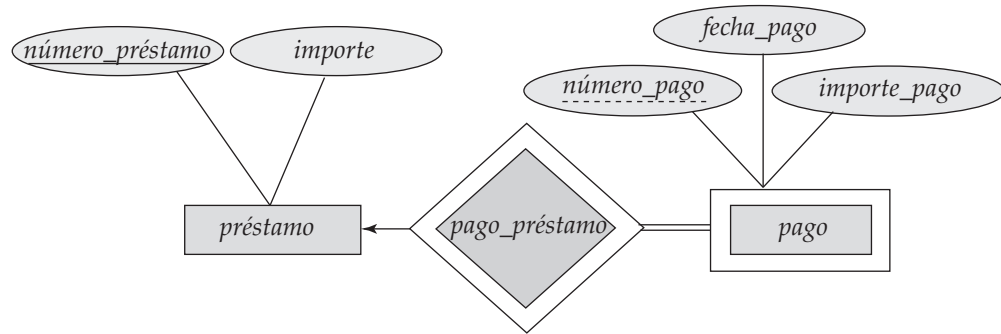 fecha_pago
número_préstamo
importe
número_pago
importe_pago
préstamo
pago_préstamo
pago